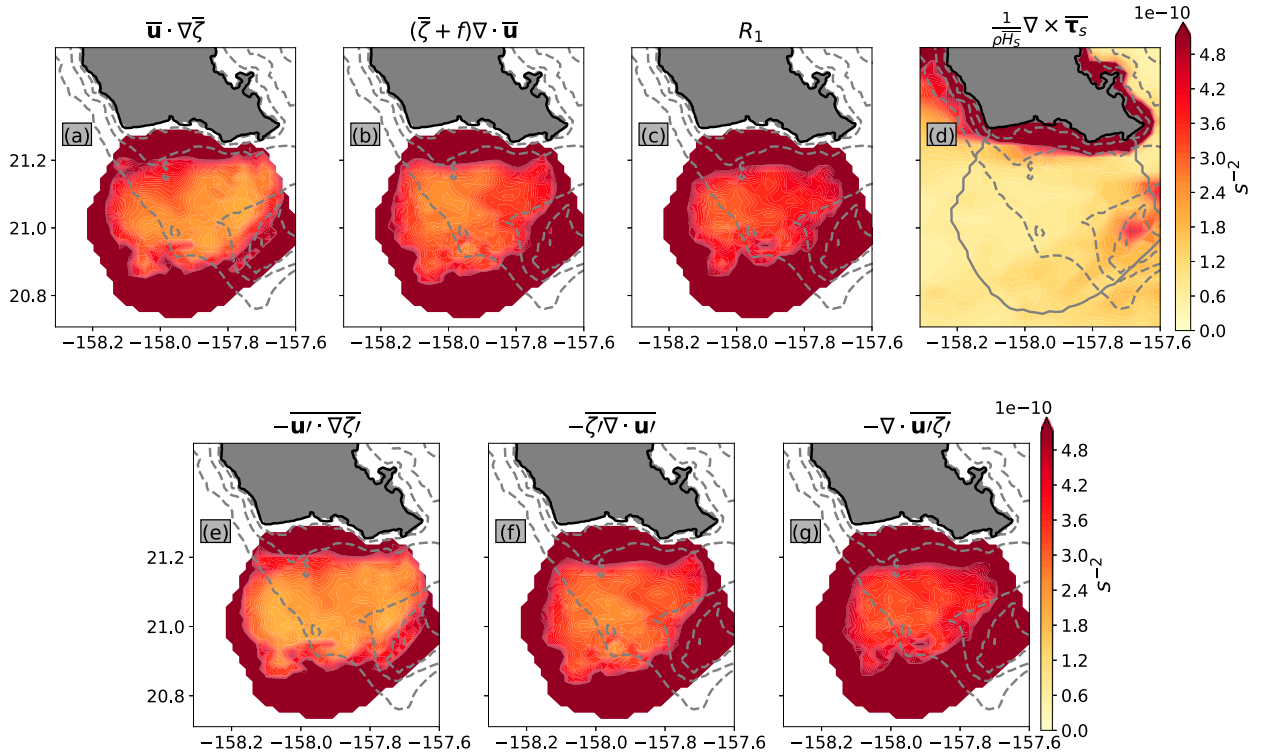 1e−10
ū · ∇ζ̄
(ζ̄ + f)∇ · ū
R₁
1/(ρH_S) ∇ × τ̄_s
(a)
(b)
(c)
(d)
21.2
21.0
20.8
−158.2 −158.0 −157.8 −157.6
−158.2 −158.0 −157.8 −157.6
−158.2 −158.0 −157.8 −157.6
−158.2 −158.0 −157.8 −157.6
4.8
4.2
3.6
3.0
2.4
1.8
1.2
0.6
0.0
s⁻²
1e−10
−\overline{u′ · ∇ζ′}
−\overline{ζ′∇ · u′}
−∇ · \overline{u′ζ′}
(e)
(f)
(g)
21.2
21.0
20.8
−158.2 −158.0 −157.8 −157.6
−158.2 −158.0 −157.8 −157.6
−158.2 −158.0 −157.8 −157.6
4.8
4.2
3.6
3.0
2.4
1.8
1.2
0.6
0.0
s⁻²